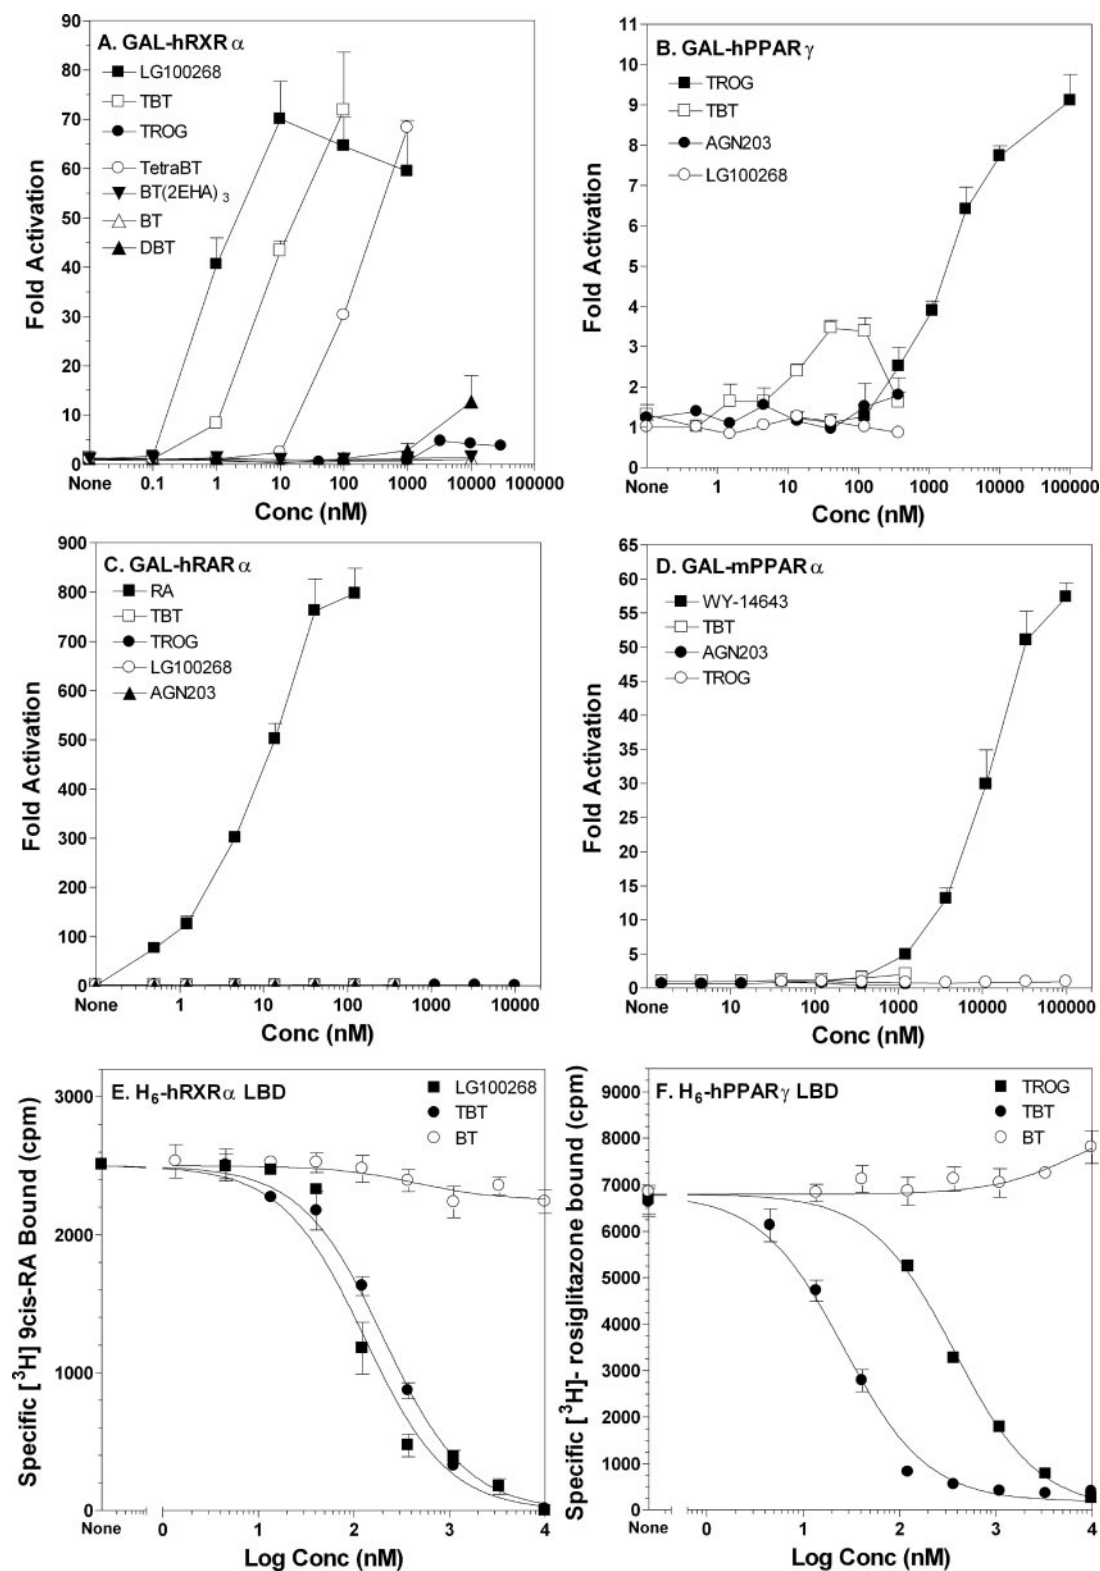 A. GAL-hRXR α
LG100268
TBT
TROG
TetraBT
BT(2EHA) 3
BT
DBT
Fold Activation
90
80
70
60
50
40
30
20
10
0
None 0.1 1 10 100 1000 10000 100000
Conc (nM)
B. GAL-hPPAR γ
TROG
TBT
AGN203
LG100268
Fold Activation
11
10
9
8
7
6
5
4
3
2
1
0
None 1 10 100 1000 10000 100000
Conc (nM)
C. GAL-hRAR α
RA
TBT
TROG
LG100268
AGN203
Fold Activation
900
800
700
600
500
400
300
200
100
0
None 1 10 100 1000 10000
Conc (nM)
D. GAL-mPPAR α
WY-14643
TBT
AGN203
TROG
Fold Activation
65
60
55
50
45
40
35
30
25
20
15
10
5
0
None 10 100 1000 10000 100000
Conc (nM)
E. H6-hRXR α LBD
LG100268
TBT
BT
Specific [3H] 9cis-RA Bound (cpm)
3000
2000
1000
0
None 0 1 2 3 4
Log Conc (nM)
F. H6-hPPAR γ LBD
TROG
TBT
BT
Specific [3H]- rosiglitazone bound (cpm)
9000
8000
7000
6000
5000
4000
3000
2000
1000
0
None 0 1 2 3 4
Log Conc (nM)